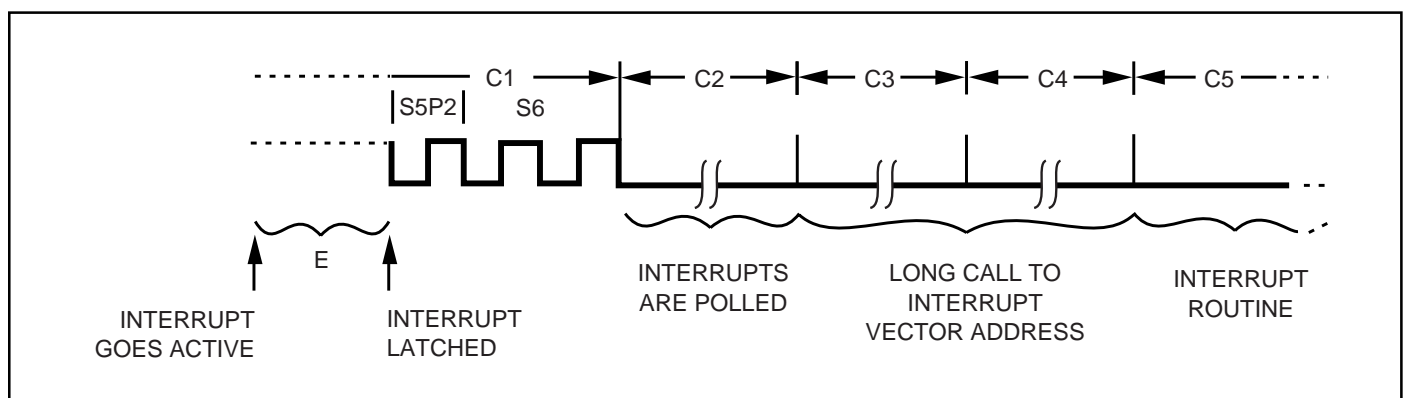 C1
C2
C3
C4
C5
S5P2
S6
E
INTERRUPT
GOES ACTIVE
INTERRUPT
LATCHED
INTERRUPTS
ARE POLLED
LONG CALL TO
INTERRUPT
VECTOR ADDRESS
INTERRUPT
ROUTINE